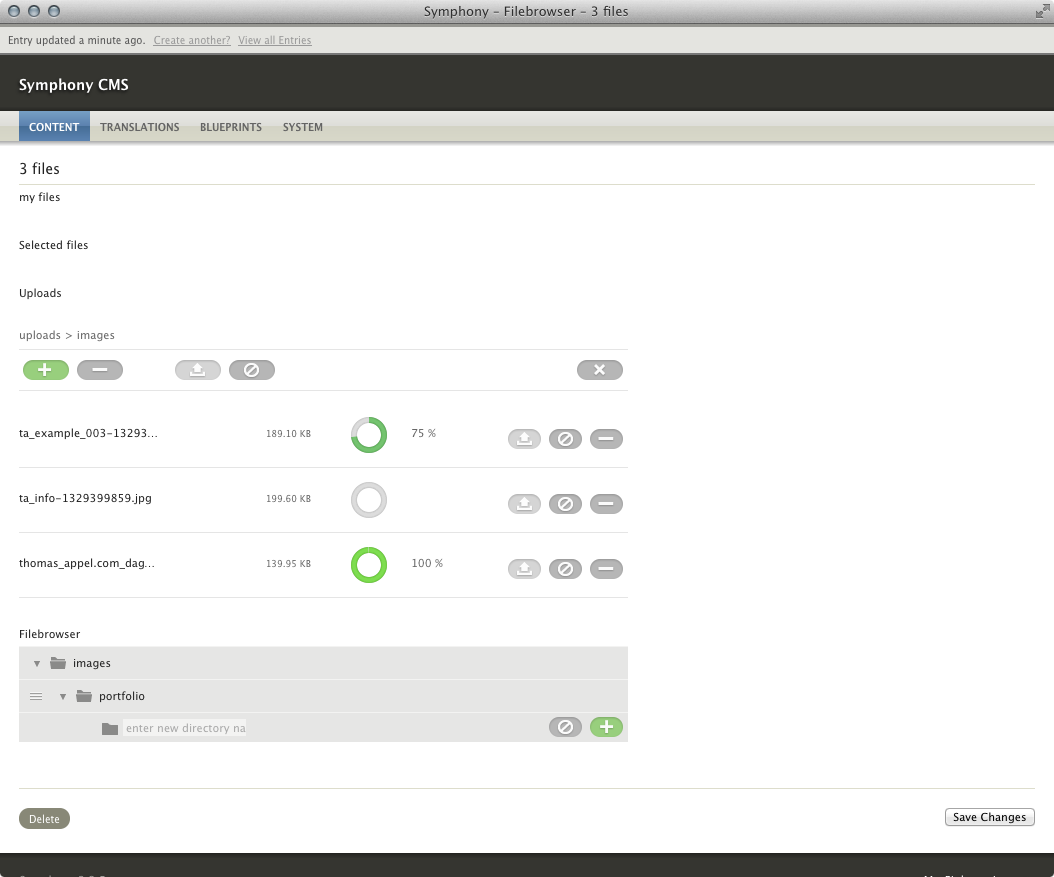 Symphony – Filebrowser – 3 files
Entry updated a minute ago. Create another? View all Entries
Symphony CMS
CONTENT TRANSLATIONS BLUEPRINTS SYSTEM
3 files
my files
Selected files
Uploads
uploads > images
ta_example_003-13293... 189.10 KB 75 %
ta_info-1329399859.jpg 199.60 KB
thomas_appel.com_dag... 139.95 KB 100 %
Filebrowser
images
portfolio
enter new directory na
Delete Save Changes